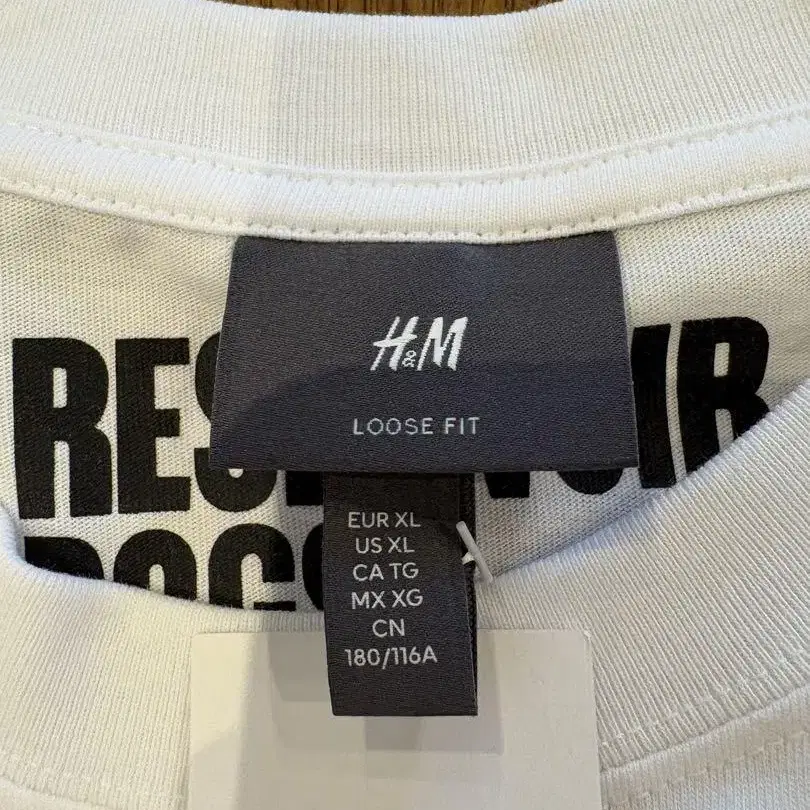 H&M
LOOSE FIT
EUR XL
US XL
CA TG
MX XG
CN
180/116A